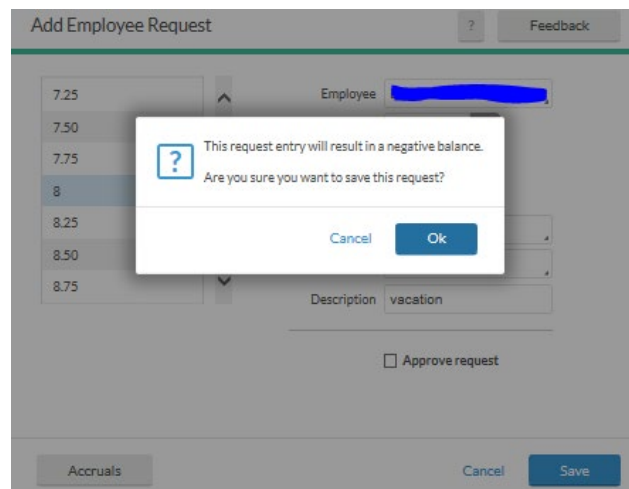 Add Employee Request
?
Feedback
7.25
7.50
7.75
8
8.25
8.50
8.75
Employee
?
This request entry will result in a negative balance.
Are you sure you want to save this request?
Cancel
Ok
Description
vacation
Approve request
Accruals
Cancel
Save